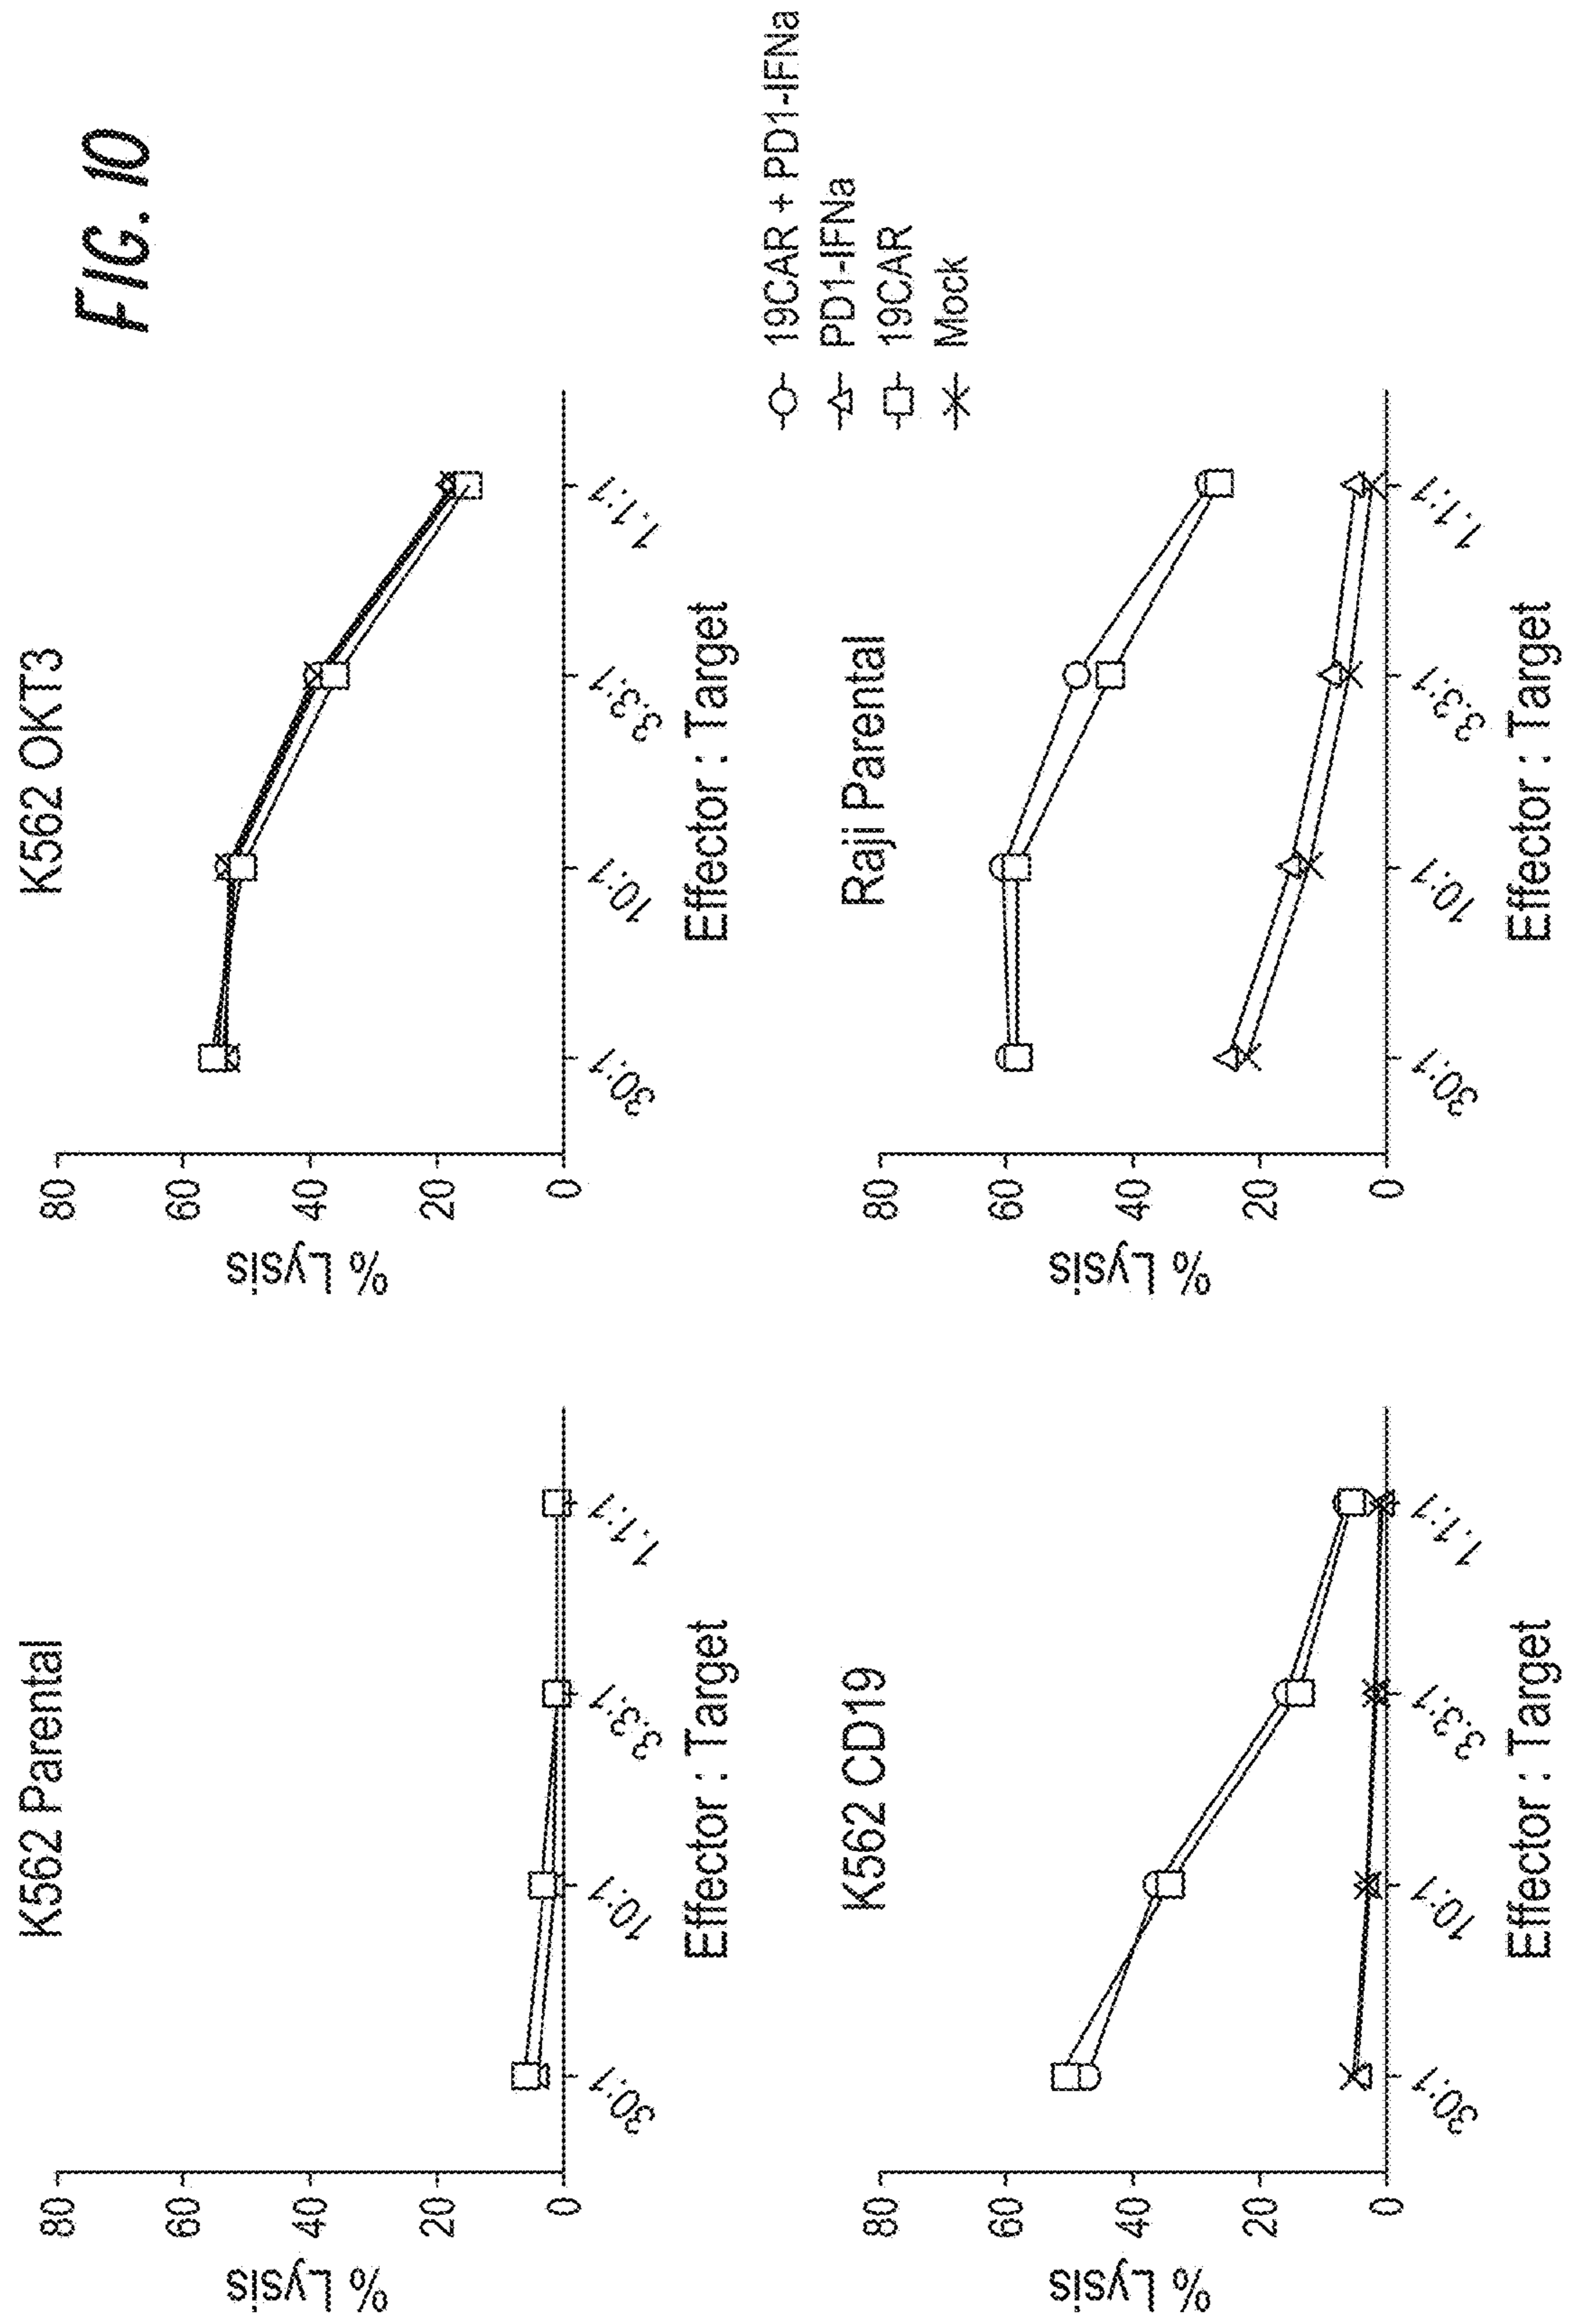 FIG. 10
K562 Parental
% Lysis
80
60
40
20
0
30:1
10:1
3.3:1
1.1:1
Effector : Target
K562 OKT3
% Lysis
80
60
40
20
0
30:1
10:1
3.3:1
1.1:1
Effector : Target
K562 CD19
% Lysis
80
60
40
20
0
30:1
10:1
3.3:1
1.1:1
Effector : Target
Raji Parental
% Lysis
80
60
40
20
0
30:1
10:1
3.3:1
1.1:1
Effector : Target
19CAR + PD1-IFNa
PD1-IFNa
19CAR
Mock